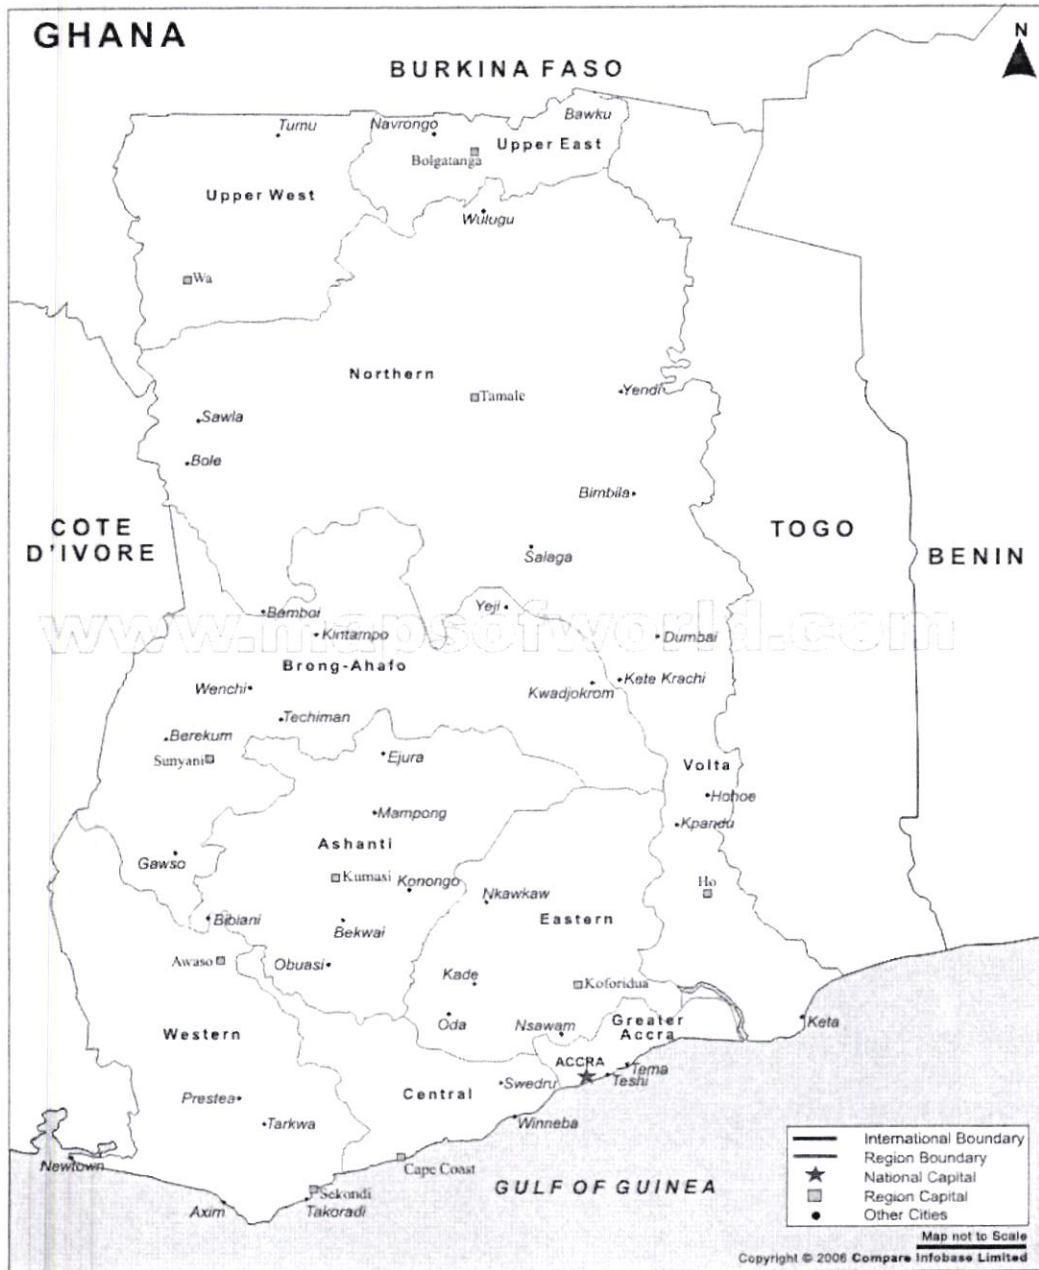 GHANA
N
BURKINA FASO
Bawku
Tumu
Navrongo
Upper East
Bolgatanga
Upper West
Wulugu
Wa
Northern
Tamale
Yendi
Sawla
Bole
Bimbila
COTE
D'IVORE
TOGO
BENIN
Salaga
Bamboi
Yeji
www.mapsofworld.com
Kintampo
Dumbai
Brong-Ahafo
Wenchi
Kwadjokrom
Kete Krachi
Techiman
Berekum
Sunyani
Ejura
Volta
Hohoe
Mampong
Kpandu
Ashanti
Gawso
Kumasi
Konongo
Ho
Nkawkaw
Eastern
Bibiani
Bekwai
Awaso
Obuasi
Kade
Koforidua
Oda
Nsawam
Greater
Accra
Keta
Western
ACCRA
Tema
Teshi
Swedru
Central
Prestea
Tarkwa
Winneba
Newtown
Cape Coast
GULF OF GUINEA
Sekondi
Axim
Takoradi
International Boundary
Region Boundary
National Capital
Region Capital
Other Cities
Map not to Scale
Copyright © 2006 Compare Infobase Limited